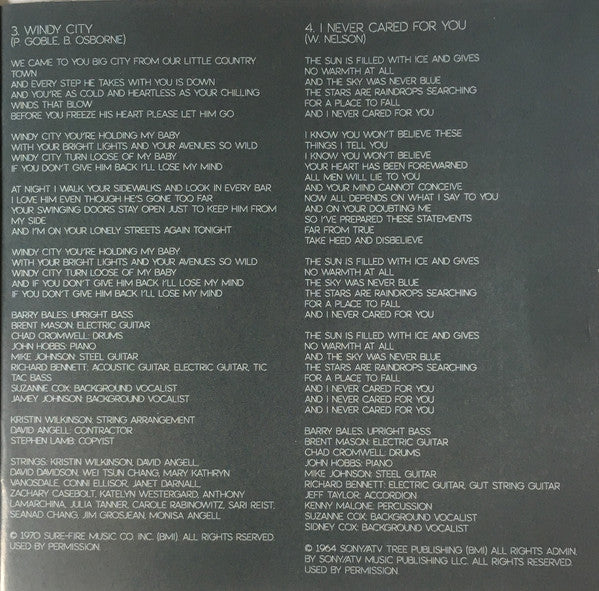 3. WINDY CITY
(P. GOBLE, B. OSBORNE)
WE CAME TO YOU BIG CITY FROM OUR LITTLE COUNTRY
TOWN
AND EVERY STEP HE TAKES WITH YOU IS DOWN
AND YOU'RE AS COLD AND HEARTLESS AS YOUR CHILLING
WINDS THAT BLOW
BEFORE YOU FREEZE HIS HEART PLEASE LET HIM GO
WINDY CITY YOU'RE HOLDING MY BABY
WITH YOUR BRIGHT LIGHTS AND YOUR AVENUES SO WILD
WINDY CITY TURN LOOSE OF MY BABY
IF YOU DON'T GIVE HIM BACK I'LL LOSE MY MIND
AT NIGHT I WALK YOUR SIDEWALKS AND LOOK IN EVERY BAR
I LOVE HIM EVEN THOUGH HE'S GONE TOO FAR
YOUR SWINGING DOORS STAY OPEN JUST TO KEEP HIM FROM
MY SIDE
AND I'M ON YOUR LONELY STREETS AGAIN TONIGHT
WINDY CITY YOU'RE HOLDING MY BABY
WITH YOUR BRIGHT LIGHTS AND YOUR AVENUES SO WILD
WINDY CITY TURN LOOSE OF MY BABY
AND IF YOU DON'T GIVE HIM BACK I'LL LOSE MY MIND
IF YOU DON'T GIVE HIM BACK I'LL LOSE MY MIND
BARRY BALES: UPRIGHT BASS
BRENT MASON: ELECTRIC GUITAR
CHAD CROMWELL: DRUMS
JOHN HOBBS: PIANO
MIKE JOHNSON: STEEL GUITAR
RICHARD BENNETT: ACOUSTIC GUITAR, ELECTRIC GUITAR, TIC
TAC BASS
SUZANNE COX: BACKGROUND VOCALIST
JAMEY JOHNSON: BACKGROUND VOCALIST
KRISTIN WILKINSON: STRING ARRANGEMENT
DAVID ANGELL: CONTRACTOR
STEPHEN LAMB: COPYIST
STRINGS: KRISTIN WILKINSON, DAVID ANGELL,
DAVID DAVIDSON, WEI TSUN CHANG, MARY KATHRYN
VANOSDALE, CONNI ELLISOR, JANET DARNALL,
ZACHARY CASEBOLT, KATELYN WESTERGARD, ANTHONY
LAMARCHINA, JULIA TANNER, CAROLE RABINOWITZ, SARI REIST,
SEANAD CHANG, JIM GROSJEAN, MONISA ANGELL
© 1970 SURE-FIRE MUSIC CO. INC. (BMI). ALL RIGHTS RSERVED.
USED BY PERMISSION.
4. I NEVER CARED FOR YOU
(W. NELSON)
THE SUN IS FILLED WITH ICE AND GIVES
NO WARMTH AT ALL
AND THE SKY WAS NEVER BLUE
THE STARS ARE RAINDROPS SEARCHING
FOR A PLACE TO FALL
AND I NEVER CARED FOR YOU
I KNOW YOU WON'T BELIEVE THESE
THINGS I TELL YOU
I KNOW YOU WON'T BELIEVE
YOUR HEART HAS BEEN FOREWARNED
ALL MEN WILL LIE TO YOU
AND YOUR MIND CANNOT CONCEIVE
NOW ALL DEPENDS ON WHAT I SAY TO YOU
AND ON YOUR DOUBTING ME
SO I'VE PREPARED THESE STATEMENTS
FAR FROM TRUE
TAKE HEED AND DISBELIEVE
THE SUN IS FILLED WITH ICE AND GIVES
NO WARMTH AT ALL
THE SKY WAS NEVER BLUE
THE STARS ARE RAINDROPS SEARCHING
FOR A PLACE TO FALL
AND I NEVER CARED FOR YOU
THE SUN IS FILLED WITH ICE AND GIVES
NO WARMTH AT ALL
AND THE SKY WAS NEVER BLUE
THE STARS ARE RAINDROPS SEARCHING
FOR A PLACE TO FALL
AND I NEVER CARED FOR YOU
AND I NEVER CARED FOR YOU
AND I NEVER CARED FOR YOU
BARRY BALES: UPRIGHT BASS
BRENT MASON: ELECTRIC GUITAR
CHAD CROMWELL: DRUMS
JOHN HOBBS: PIANO
MIKE JOHNSON: STEEL GUITAR
RICHARD BENNETT: ELECTRIC GUITAR, GUT STRING GUITAR
JEFF TAYLOR: ACCORDION
KENNY MALONE: PERCUSSION
SUZANNE COX: BACKGROUND VOCALIST
SIDNEY COX: BACKGROUND VOCALIST
© 1964 SONY/ATV TREE PUBLISHING (BMI) ALL RIGHTS ADMIN.
BY SONY/ATV MUSIC PUBLISHING LLC. ALL RIGHTS RESERVED.
USED BY PERMISSION.